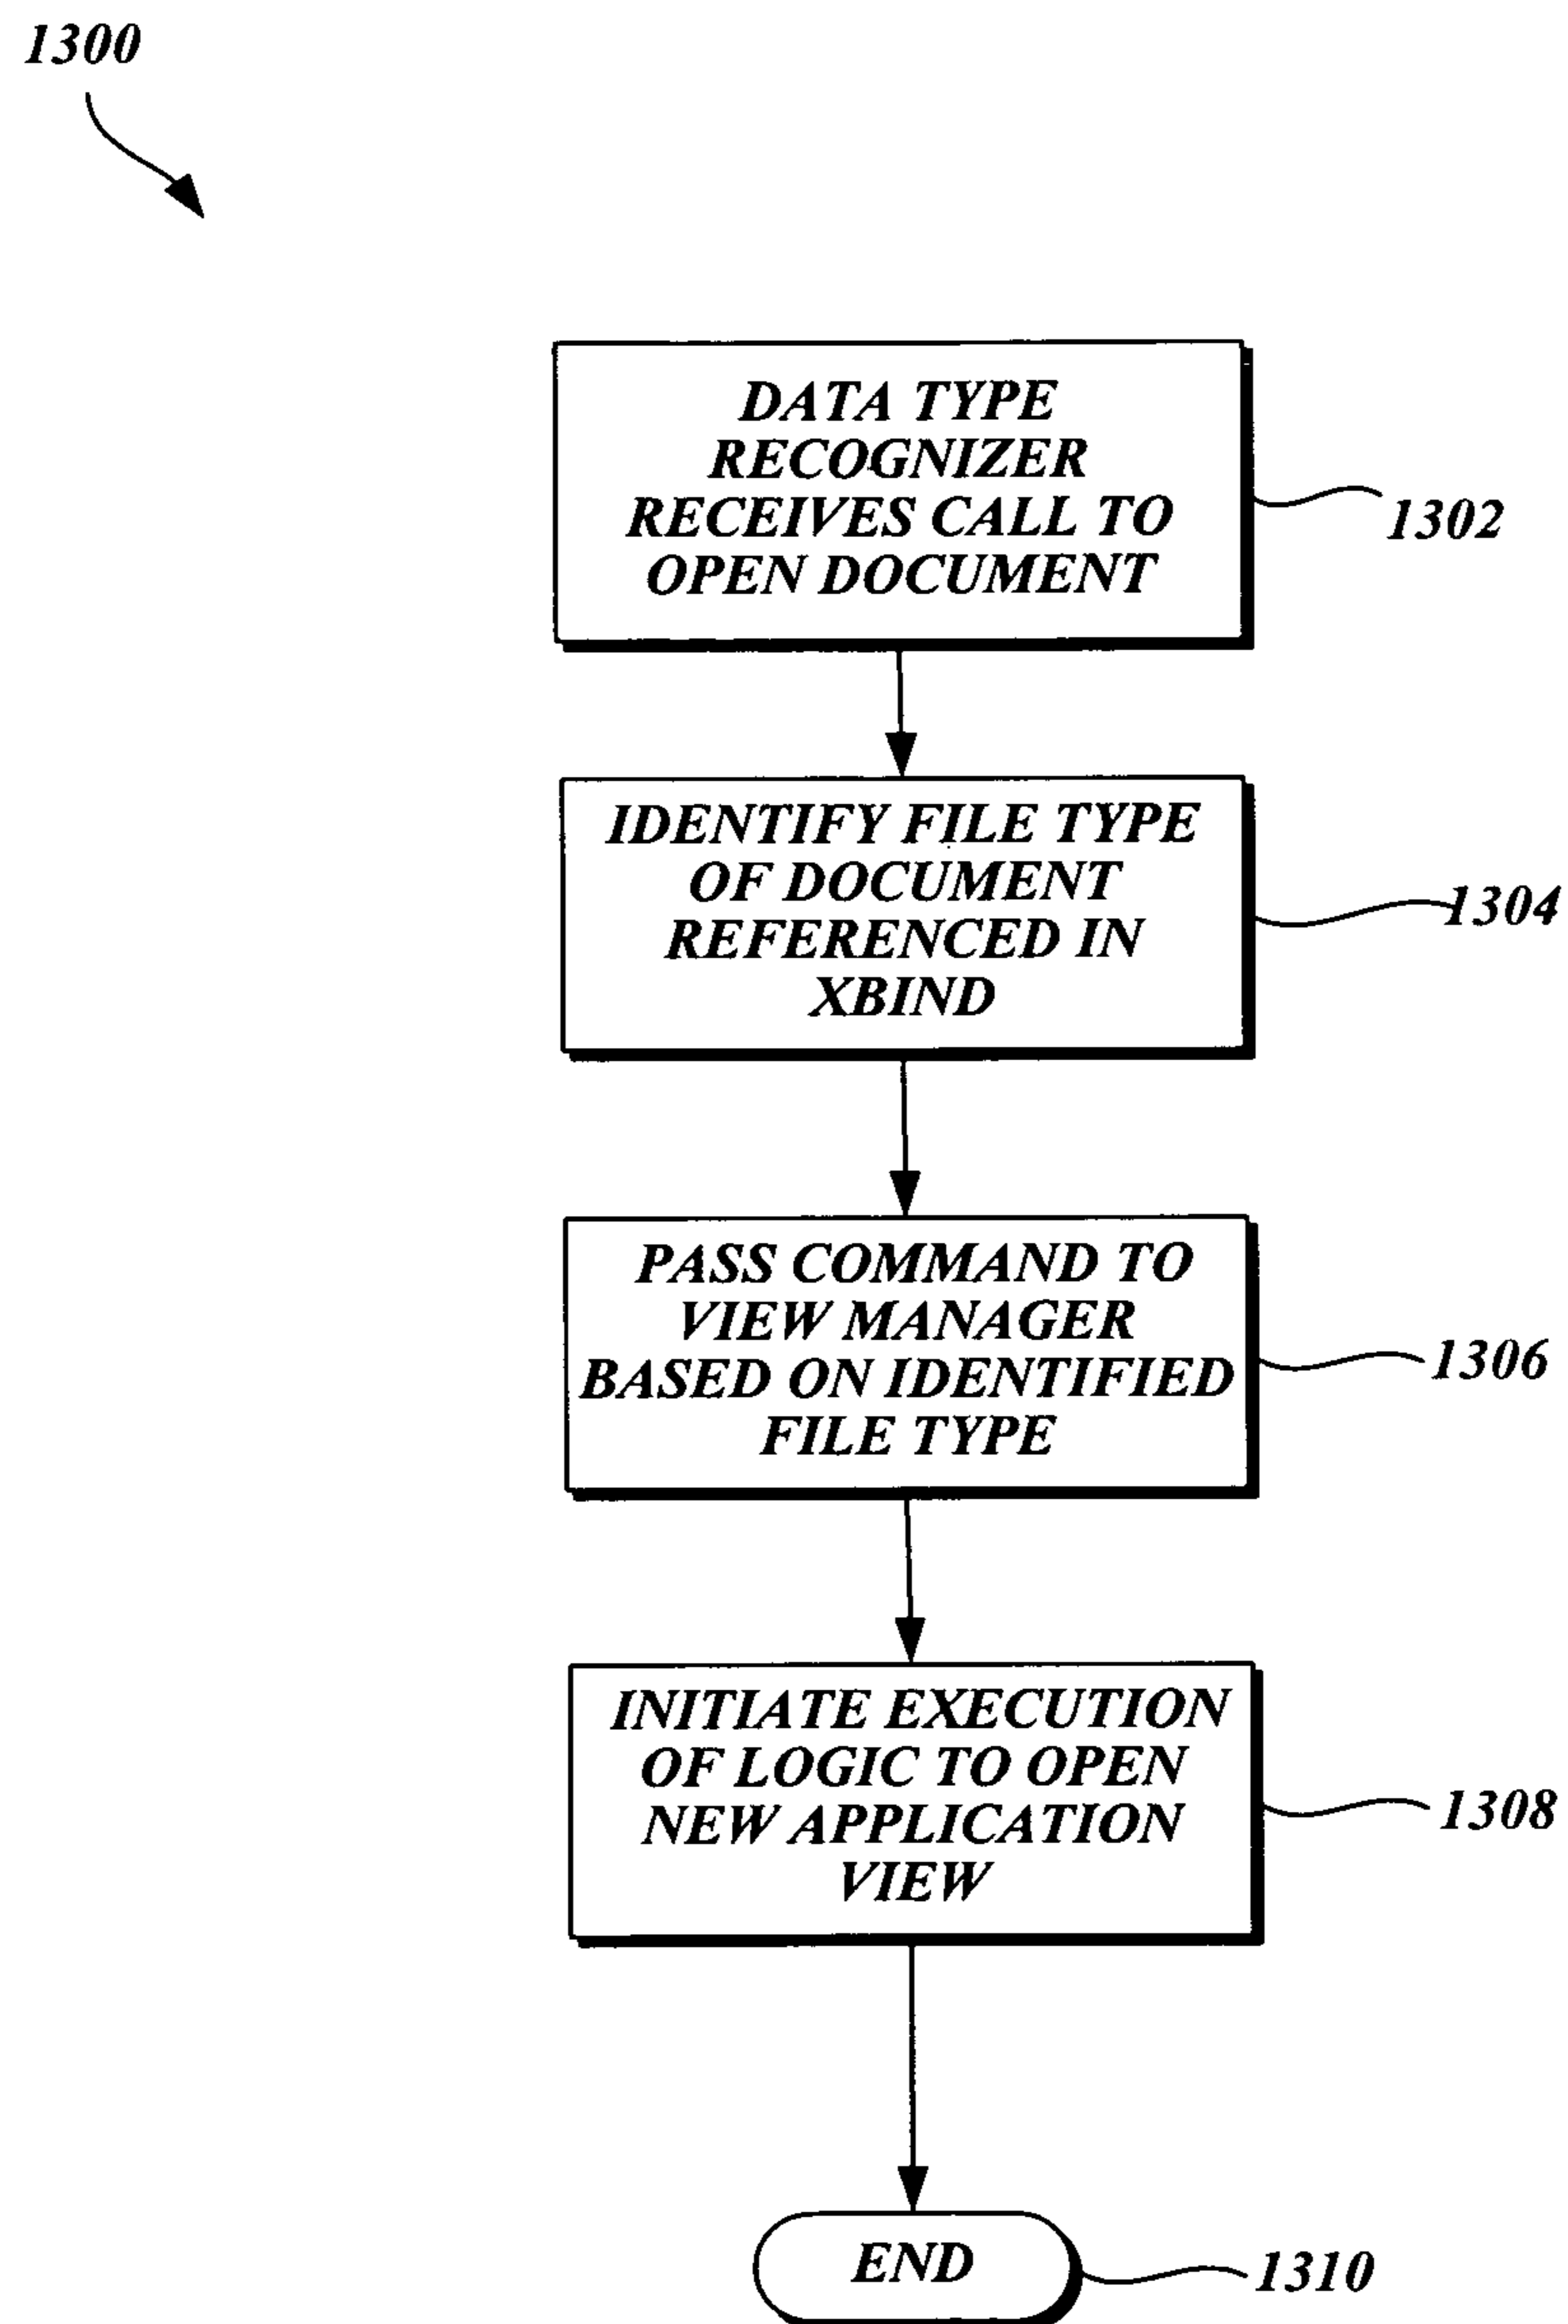 1300
DATA TYPE
RECOGNIZER
RECEIVES CALL TO
OPEN DOCUMENT
1302
IDENTIFY FILE TYPE
OF DOCUMENT
REFERENCED IN
XBIND
1304
PASS COMMAND TO
VIEW MANAGER
BASED ON IDENTIFIED
FILE TYPE
1306
INITIATE EXECUTION
OF LOGIC TO OPEN
NEW APPLICATION
VIEW
1308
END
1310